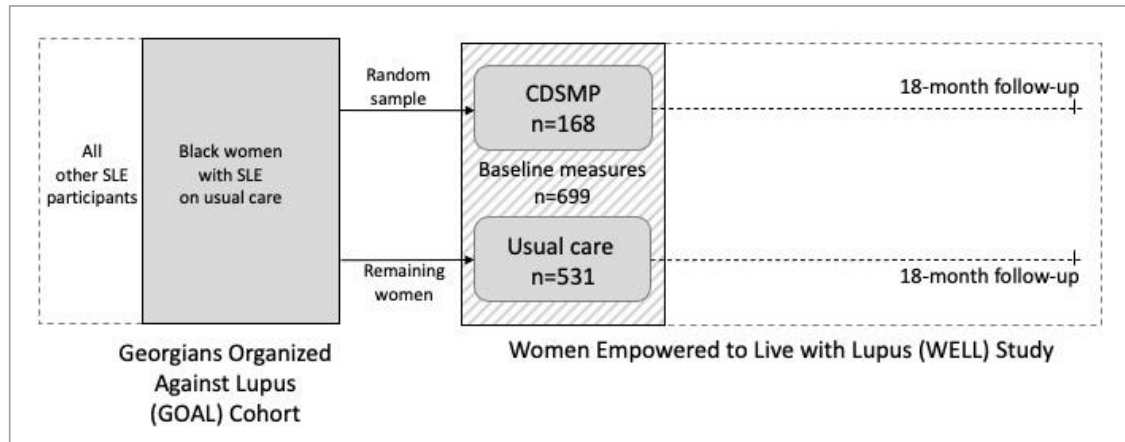 All
other SLE
participants
Black women
with SLE
on usual care
Random
sample
Remaining
women
CDSMP
n=168
Baseline measures
n=699
Usual care
n=531
18-month follow-up
18-month follow-up
Georgians Organized
Against Lupus
(GOAL) Cohort
Women Empowered to Live with Lupus (WELL) Study